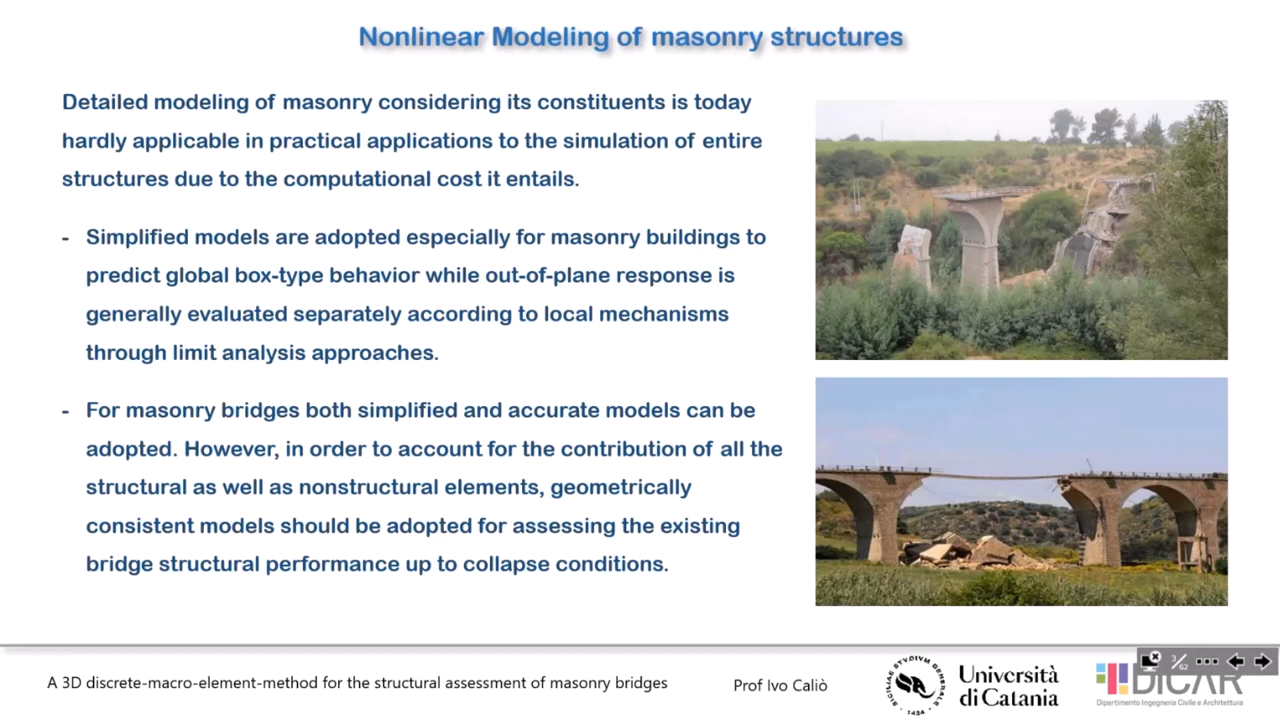 Nonlinear Modeling of masonry structures
Detailed modeling of masonry considering its constituents is today
hardly applicable in practical applications to the simulation of entire
structures due to the computational cost it entails.
- Simplified models are adopted especially for masonry buildings to
predict global box-type behavior while out-of-plane response is
generally evaluated separately according to local mechanisms
through limit analysis approaches.
- For masonry bridges both simplified and accurate models can be
adopted. However, in order to account for the contribution of all the
structural as well as nonstructural elements, geometrically
consistent models should be adopted for assessing the existing
bridge structural performance up to collapse conditions.
A 3D discrete-macro-element-method for the structural assessment of masonry bridges
Prof Ivo Caliò
SICILIAE STVDIVM GENERALE
1434
Università
di Catania
3/62
DICAR
Dipartimento Ingegneria Civile e Architettura